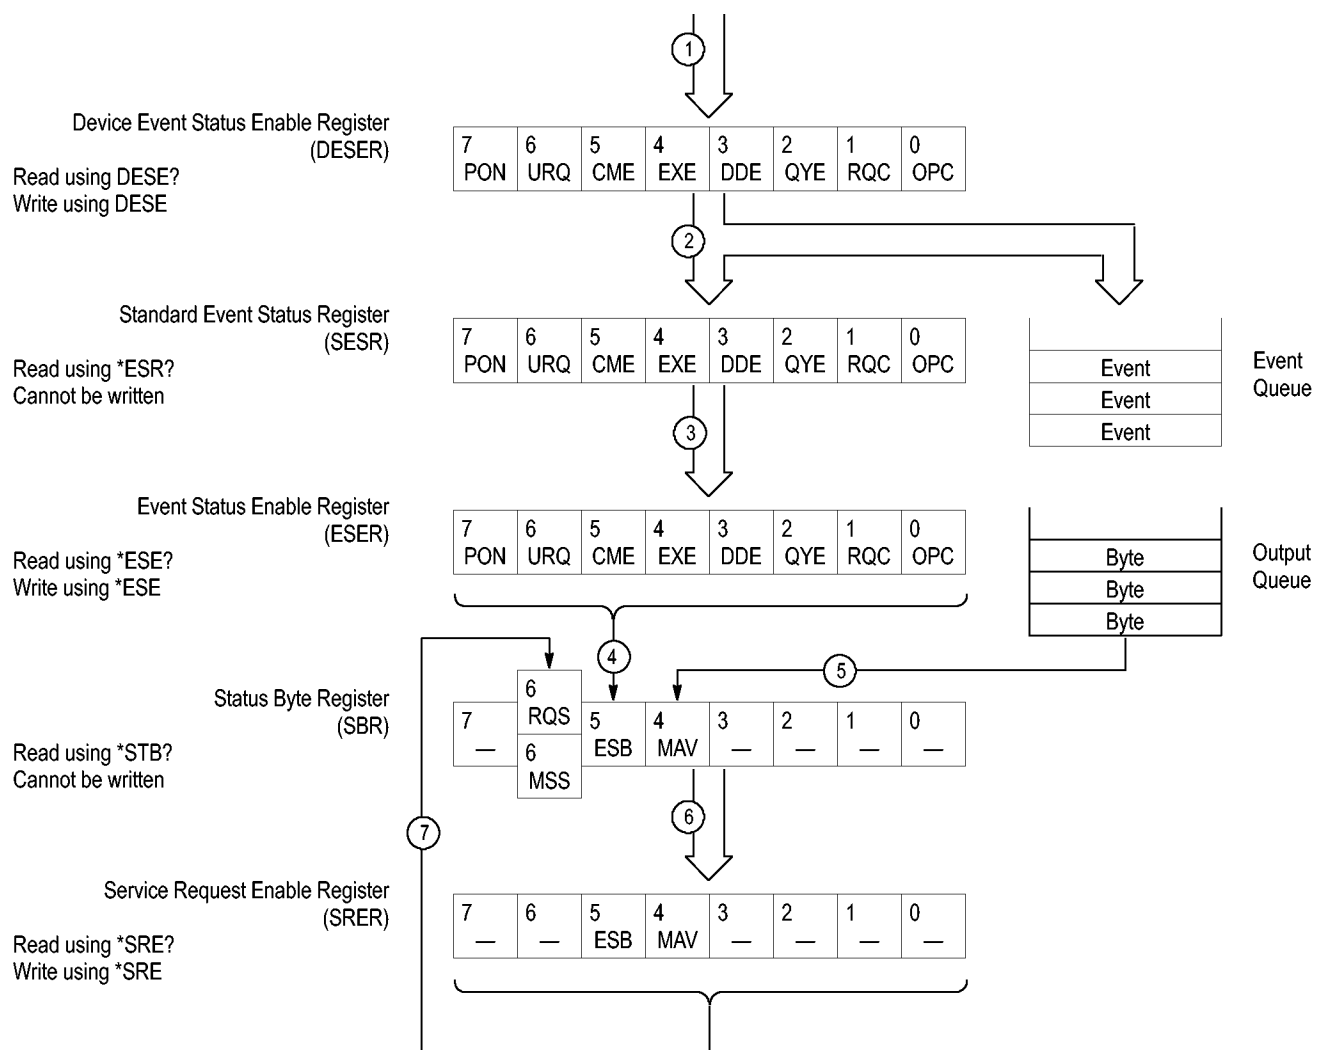 1
Device Event Status Enable Register
(DESER)
Read using DESE?
Write using DESE
7 6 5 4 3 2 1 0
PON URQ CME EXE DDE QYE RQC OPC
2
Standard Event Status Register
(SESR)
Read using *ESR?
Cannot be written
7 6 5 4 3 2 1 0
PON URQ CME EXE DDE QYE RQC OPC
Event
Event
Event
Event
Queue
3
Event Status Enable Register
(ESER)
Read using *ESE?
Write using *ESE
7 6 5 4 3 2 1 0
PON URQ CME EXE DDE QYE RQC OPC
Byte
Byte
Byte
Output
Queue
4
5
Status Byte Register
(SBR)
Read using *STB?
Cannot be written
6
RQS
7 5 4 3 2 1 0
— ESB MAV — — — —
6
MSS
6
7
Service Request Enable Register
(SRER)
Read using *SRE?
Write using *SRE
7 6 5 4 3 2 1 0
— — ESB MAV — — — —